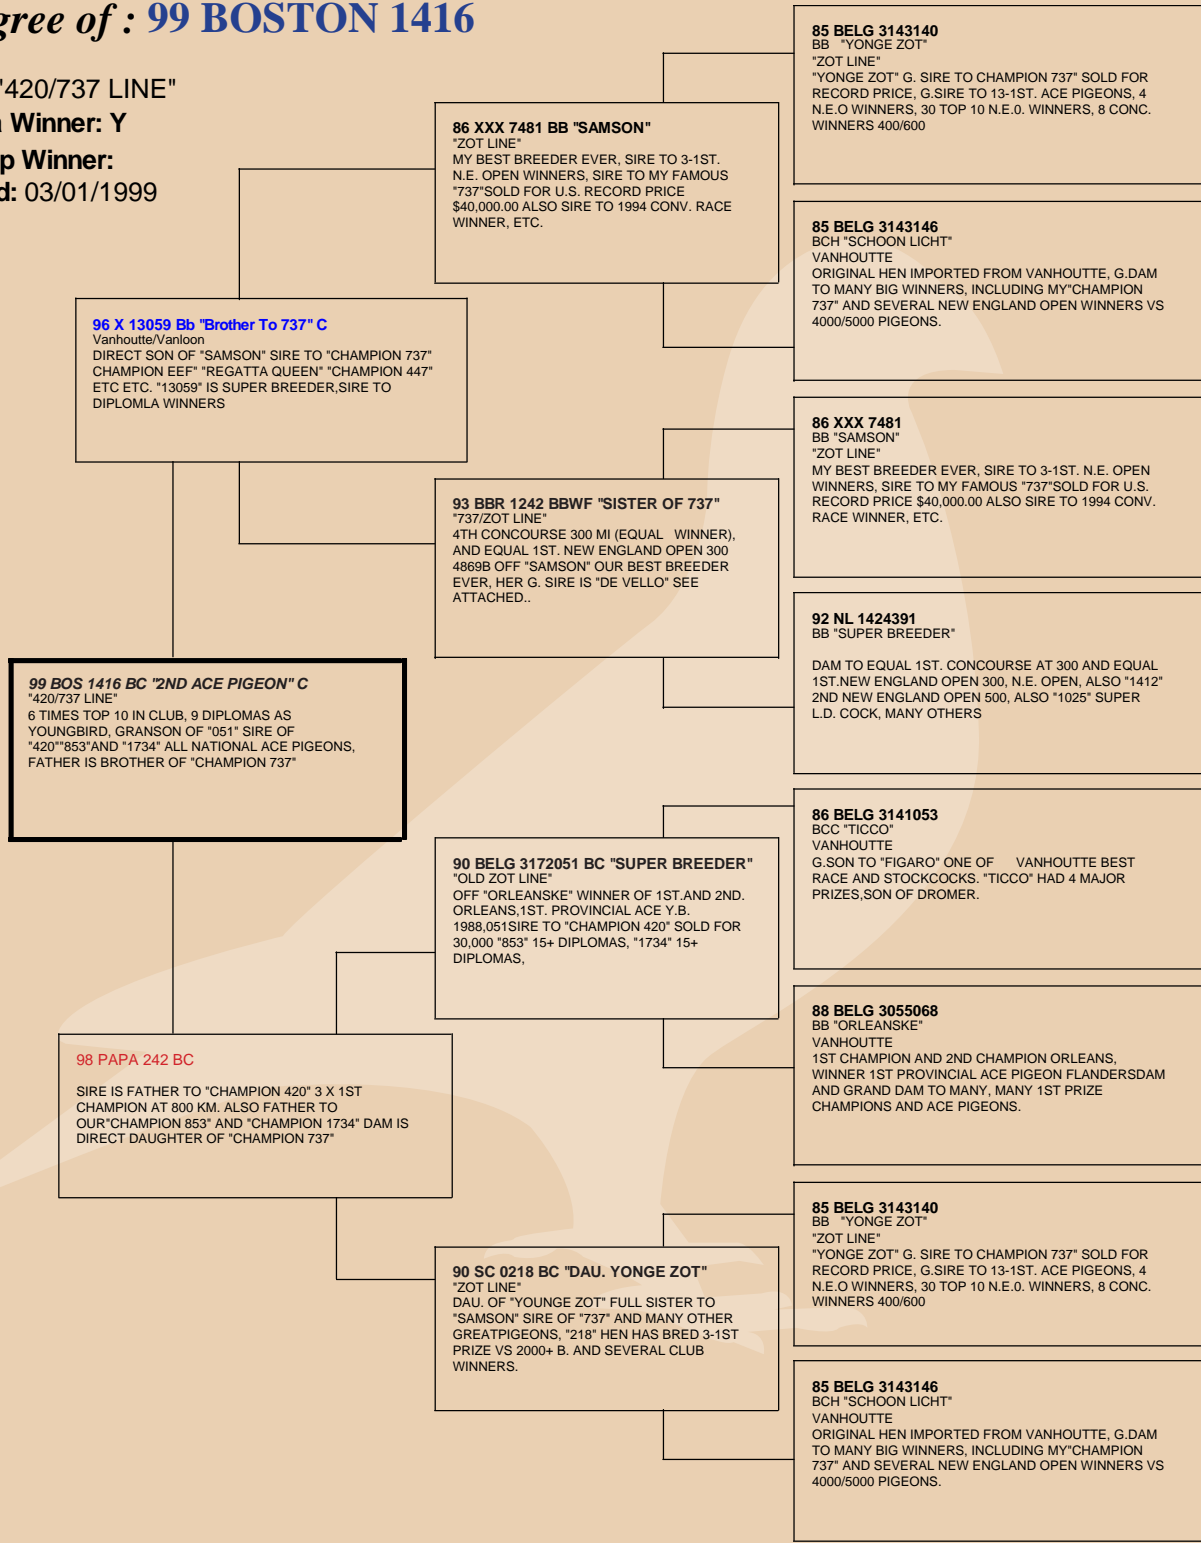 gree of : 99 BOSTON 1416
"420/737 LINE"
Winner: Y
p Winner:
d: 03/01/1999
85 BELG 3143140
BB "YONGE ZOT"
"ZOT LINE"
"YONGE ZOT" G. SIRE TO CHAMPION 737" SOLD FOR
RECORD PRICE, G.SIRE TO 13-1ST. ACE PIGEONS, 4
N.E.O WINNERS, 30 TOP 10 N.E.0. WINNERS, 8 CONC.
WINNERS 400/600
86 XXX 7481 BB "SAMSON"
"ZOT LINE"
MY BEST BREEDER EVER, SIRE TO 3-1ST.
N.E. OPEN WINNERS, SIRE TO MY FAMOUS
"737"SOLD FOR U.S. RECORD PRICE
$40,000.00 ALSO SIRE TO 1994 CONV. RACE
WINNER, ETC.
85 BELG 3143146
BCH "SCHOON LICHT"
VANHOUTTE
ORIGINAL HEN IMPORTED FROM VANHOUTTE, G.DAM
TO MANY BIG WINNERS, INCLUDING MY"CHAMPION
737" AND SEVERAL NEW ENGLAND OPEN WINNERS VS
4000/5000 PIGEONS.
96 X 13059 Bb "Brother To 737" C
Vanhoutte/Vanloon
DIRECT SON OF "SAMSON" SIRE TO "CHAMPION 737"
CHAMPION EEF" "REGATTA QUEEN" "CHAMPION 447"
ETC ETC. "13059" IS SUPER BREEDER,SIRE TO
DIPLOMLA WINNERS
86 XXX 7481
BB "SAMSON"
"ZOT LINE"
MY BEST BREEDER EVER, SIRE TO 3-1ST. N.E. OPEN
WINNERS, SIRE TO MY FAMOUS "737"SOLD FOR U.S.
RECORD PRICE $40,000.00 ALSO SIRE TO 1994 CONV.
RACE WINNER, ETC.
93 BBR 1242 BBWF "SISTER OF 737"
"737/ZOT LINE"
4TH CONCOURSE 300 MI (EQUAL WINNER),
AND EQUAL 1ST. NEW ENGLAND OPEN 300
4869B OFF "SAMSON" OUR BEST BREEDER
EVER, HER G. SIRE IS "DE VELLO" SEE
ATTACHED..
92 NL 1424391
BB "SUPER BREEDER"
DAM TO EQUAL 1ST. CONCOURSE AT 300 AND EQUAL
1ST.NEW ENGLAND OPEN 300, N.E. OPEN, ALSO "1412"
2ND NEW ENGLAND OPEN 500, ALSO "1025" SUPER
L.D. COCK, MANY OTHERS
99 BOS 1416 BC "2ND ACE PIGEON" C
"420/737 LINE"
6 TIMES TOP 10 IN CLUB, 9 DIPLOMAS AS
YOUNGBIRD, GRANSON OF "051" SIRE OF
"420""853"AND "1734" ALL NATIONAL ACE PIGEONS,
FATHER IS BROTHER OF "CHAMPION 737"
86 BELG 3141053
BCC "TICCO"
VANHOUTTE
G.SON TO "FIGARO" ONE OF VANHOUTTE BEST
RACE AND STOCKCOCKS. "TICCO" HAD 4 MAJOR
PRIZES,SON OF DROMER.
90 BELG 3172051 BC "SUPER BREEDER"
"OLD ZOT LINE"
OFF "ORLEANSKE" WINNER OF 1ST.AND 2ND.
ORLEANS,1ST. PROVINCIAL ACE Y.B.
1988,051SIRE TO "CHAMPION 420" SOLD FOR
30,000 "853" 15+ DIPLOMAS, "1734" 15+
DIPLOMAS,
88 BELG 3055068
BB "ORLEANSKE"
VANHOUTTE
1ST CHAMPION AND 2ND CHAMPION ORLEANS,
WINNER 1ST PROVINCIAL ACE PIGEON FLANDERSDAM
AND GRAND DAM TO MANY, MANY 1ST PRIZE
CHAMPIONS AND ACE PIGEONS.
98 PAPA 242 BC
SIRE IS FATHER TO "CHAMPION 420" 3 X 1ST
CHAMPION AT 800 KM. ALSO FATHER TO
OUR"CHAMPION 853" AND "CHAMPION 1734" DAM IS
DIRECT DAUGHTER OF "CHAMPION 737"
85 BELG 3143140
BB "YONGE ZOT"
"ZOT LINE"
"YONGE ZOT" G. SIRE TO CHAMPION 737" SOLD FOR
RECORD PRICE, G.SIRE TO 13-1ST. ACE PIGEONS, 4
N.E.O WINNERS, 30 TOP 10 N.E.0. WINNERS, 8 CONC.
WINNERS 400/600
90 SC 0218 BC "DAU. YONGE ZOT"
"ZOT LINE"
DAU. OF "YOUNGE ZOT" FULL SISTER TO
"SAMSON" SIRE OF "737" AND MANY OTHER
GREATPIGEONS, "218" HEN HAS BRED 3-1ST
PRIZE VS 2000+ B. AND SEVERAL CLUB
WINNERS.
85 BELG 3143146
BCH "SCHOON LICHT"
VANHOUTTE
ORIGINAL HEN IMPORTED FROM VANHOUTTE, G.DAM
TO MANY BIG WINNERS, INCLUDING MY"CHAMPION
737" AND SEVERAL NEW ENGLAND OPEN WINNERS VS
4000/5000 PIGEONS.